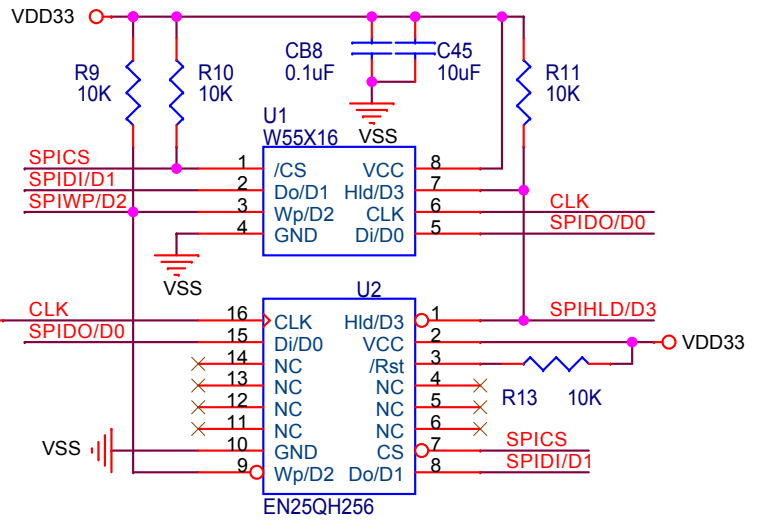 VDD33
R9
10K
R10
10K
CB8
0.1uF
C45
10uF
R11
10K
VSS
U1
W55X16
SPICS
SPIDI/D1
SPIWP/D2
1
2
3
4
/CS
Do/D1
Wp/D2
GND
VCC
Hld/D3
CLK
Di/D0
8
7
6
5
CLK
SPIDO/D0
VSS
U2
CLK
SPIDO/D0
16
15
14
13
12
11
10
9
CLK
Di/D0
NC
NC
NC
NC
GND
Wp/D2
Hld/D3
VCC
/Rst
NC
NC
NC
CS
Do/D1
1
2
3
4
5
6
7
8
SPIHLD/D3
VDD33
R13 10K
SPICS
SPIDI/D1
VSS
EN25QH256